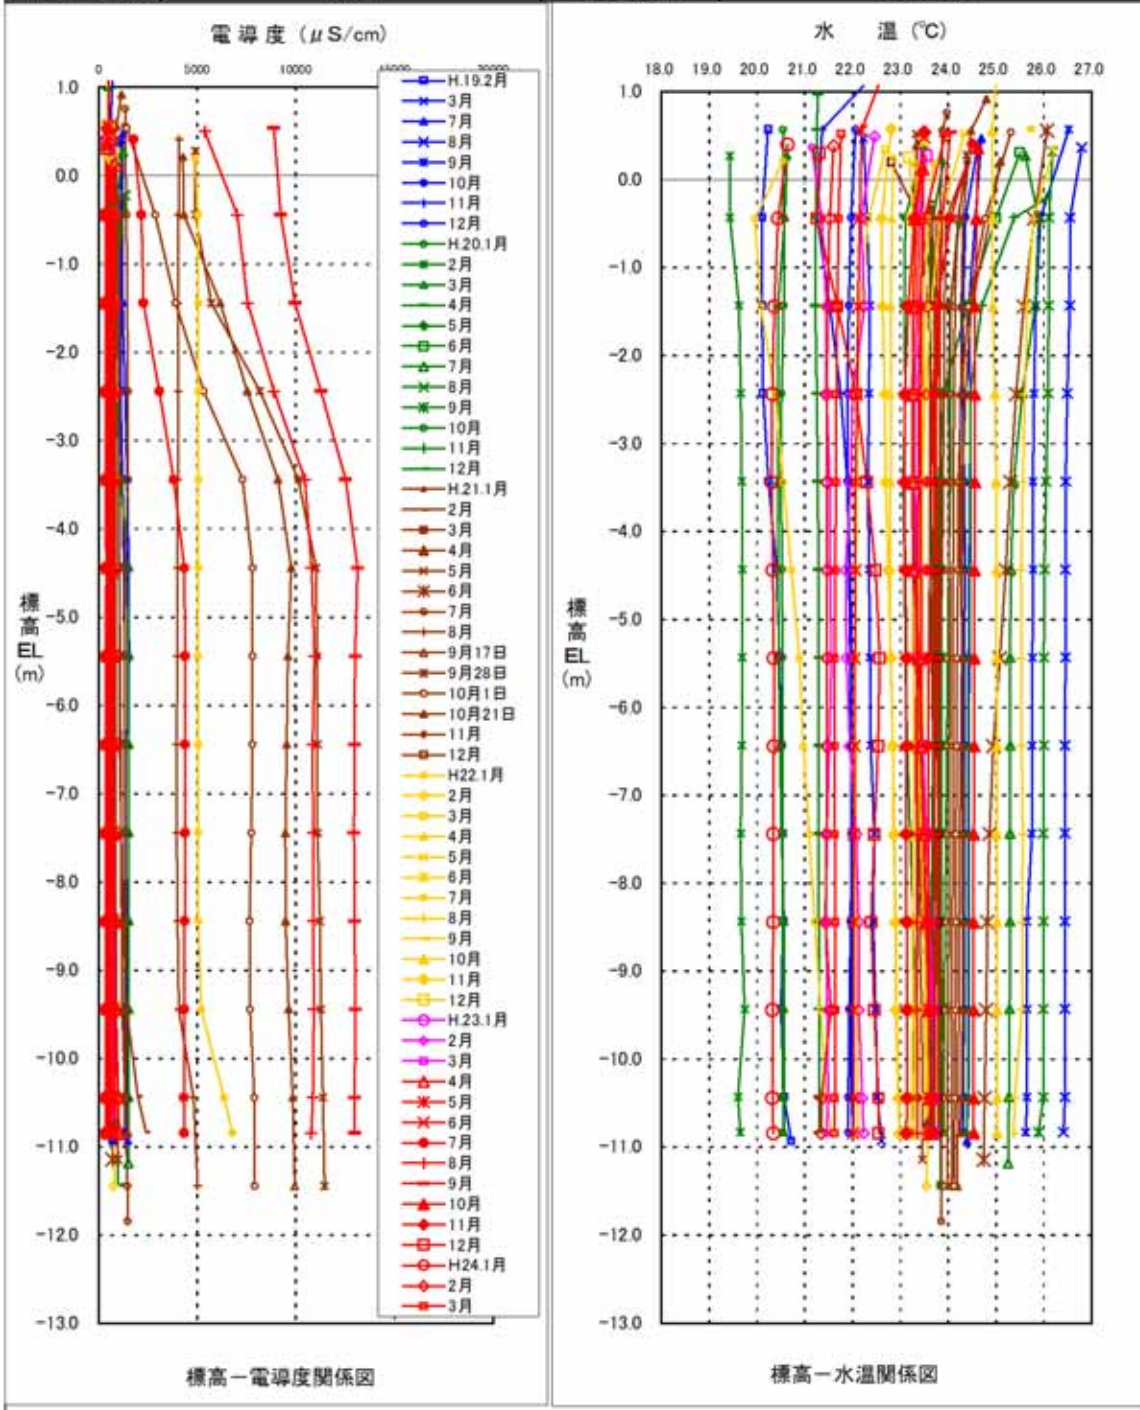 電導度 (μS/cm)
0 5000 10000
1.0
0.0
-1.0
-2.0
-3.0
-4.0
-5.0
-6.0
-7.0
-8.0
-9.0
-10.0
-11.0
-12.0
-13.0
標高EL(m)
H.19.2月
3月
7月
8月
9月
10月
11月
12月
H.20.1月
2月
3月
4月
5月
6月
7月
8月
9月
10月
11月
12月
H.21.1月
2月
3月
4月
5月
6月
7月
8月
9月17日
9月28日
10月1日
10月21日
11月
12月
H22.1月
2月
3月
4月
5月
6月
7月
8月
9月
10月
11月
12月
H.23.1月
2月
3月
4月
5月
6月
7月
8月
9月
10月
11月
12月
H24.1月
2月
3月
標高ー電導度関係図
水 温 (℃)
18.0 19.0 20.0 21.0 22.0 23.0 24.0 25.0 26.0 27.0
1.0
0.0
-1.0
-2.0
-3.0
-4.0
-5.0
-6.0
-7.0
-8.0
-9.0
-10.0
-11.0
-12.0
-13.0
標高EL(m)
標高ー水温関係図